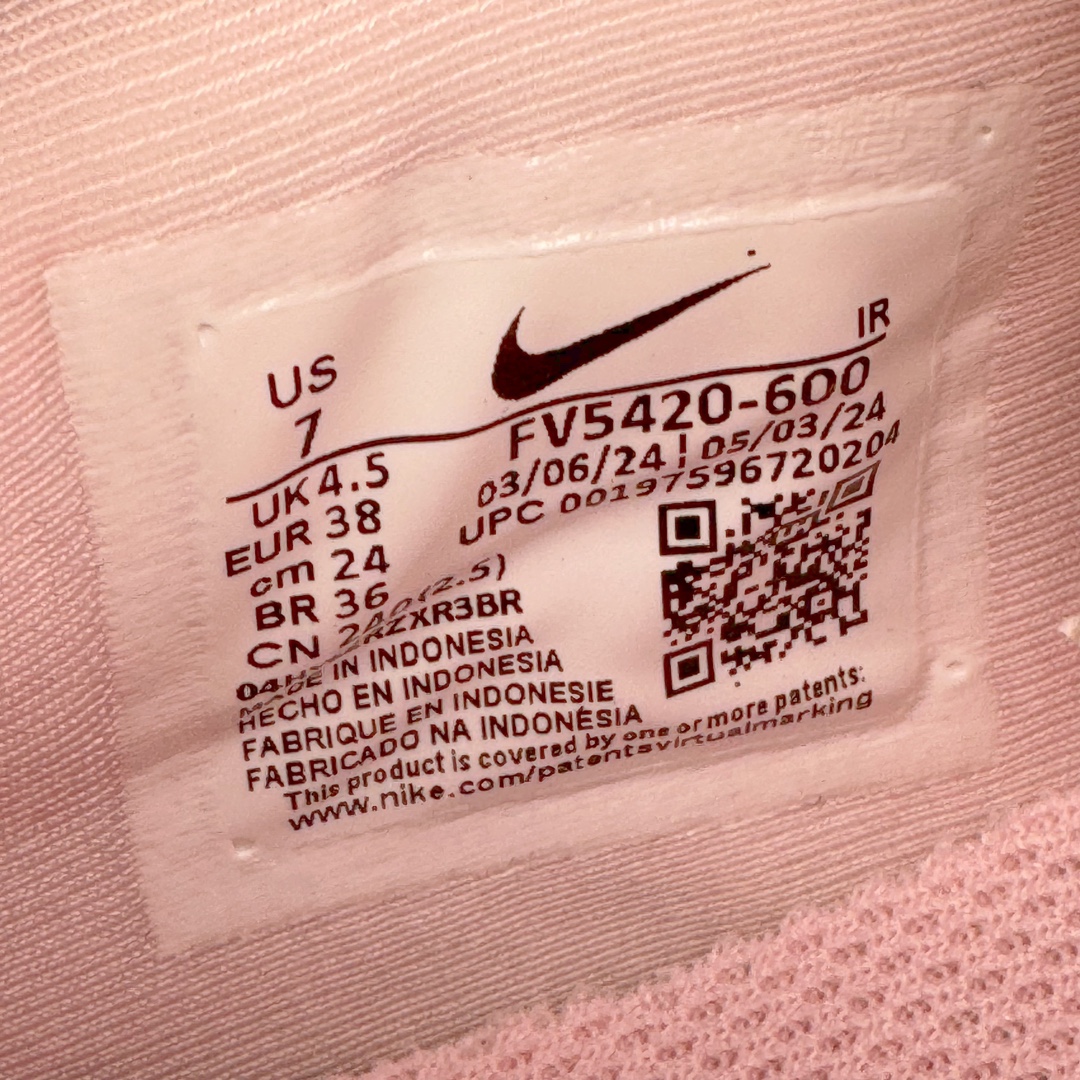 US
7
IR
FV5420-600
03/06/24 | 05/03/24
UPC 00197596720204
UK 4.5
EUR 38
cm 24
BR 36
CN (2.5)
MADE IN INDONESIA
HECHO EN INDONESIA
FABRIQUE EN INDONESIE
FABRICADO NA INDONÉSIA
This product is covered by one or more patents:
www.nike.com/patentsvirtualmarking